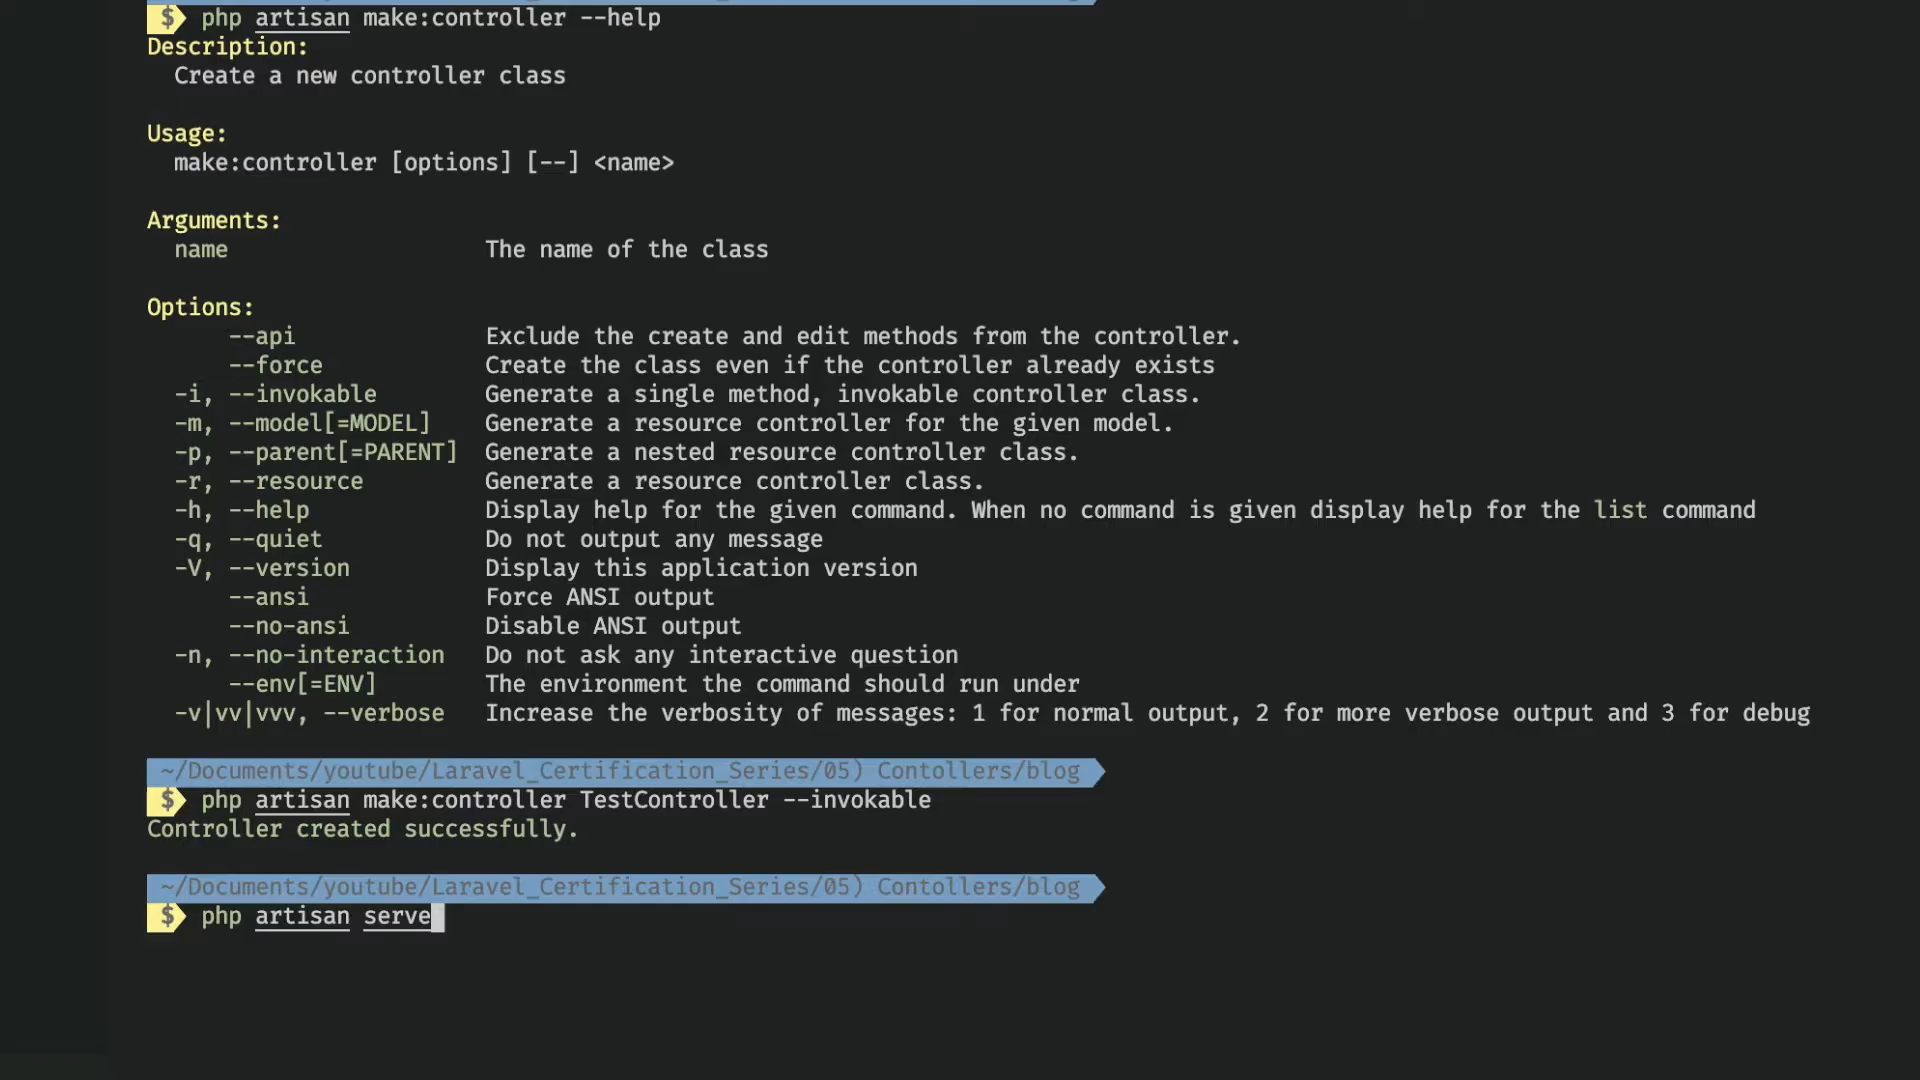 $ php artisan make:controller --help
Description:
  Create a new controller class

Usage:
  make:controller [options] [--] <name>

Arguments:
  name                   The name of the class

Options:
      --api              Exclude the create and edit methods from the controller.
      --force            Create the class even if the controller already exists
  -i, --invokable        Generate a single method, invokable controller class.
  -m, --model[=MODEL]    Generate a resource controller for the given model.
  -p, --parent[=PARENT]  Generate a nested resource controller class.
  -r, --resource         Generate a resource controller class.
  -h, --help             Display help for the given command. When no command is given display help for the list command
  -q, --quiet            Do not output any message
  -V, --version          Display this application version
      --ansi             Force ANSI output
      --no-ansi          Disable ANSI output
  -n, --no-interaction   Do not ask any interactive question
      --env[=ENV]        The environment the command should run under
  -v|vv|vvv, --verbose   Increase the verbosity of messages: 1 for normal output, 2 for more verbose output and 3 for debug

~/Documents/youtube/Laravel_Certification_Series/05) Contollers/blog
$ php artisan make:controller TestController --invokable
Controller created successfully.

~/Documents/youtube/Laravel_Certification_Series/05) Contollers/blog
$ php artisan serve